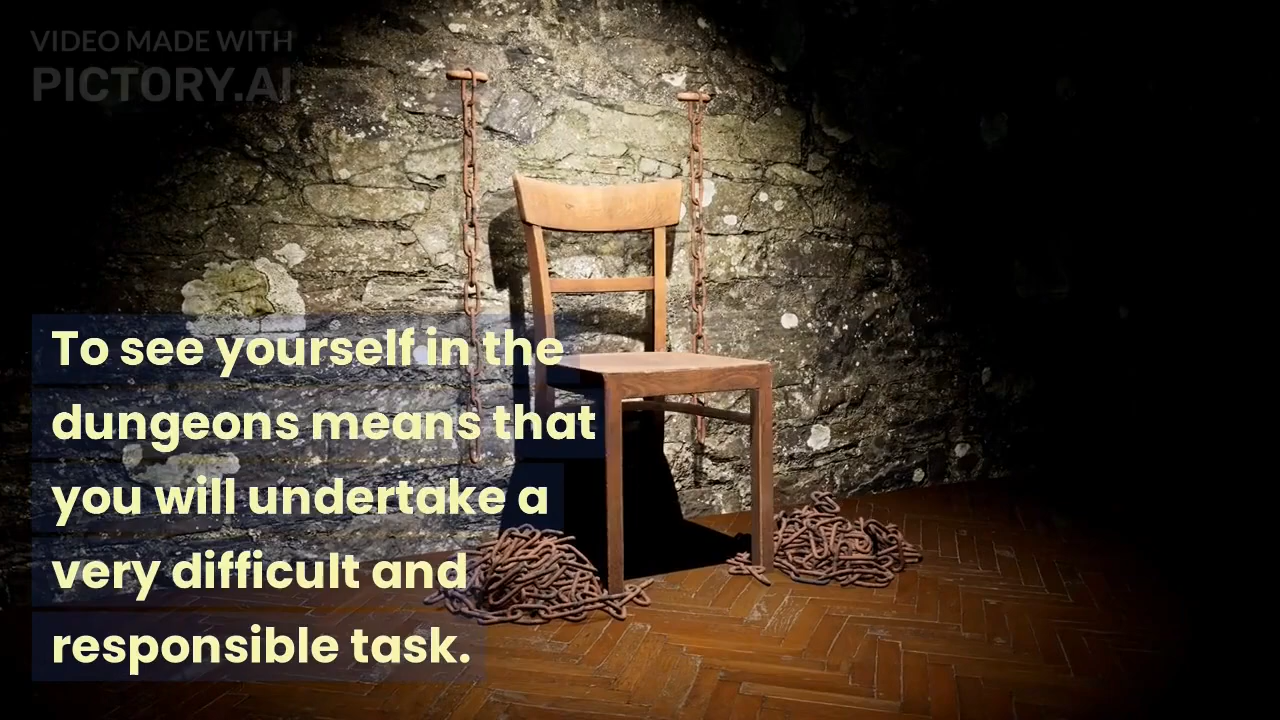 VIDEO MADE WITH
PICTORY.AI
To see yourself in the
dungeons means that
you will undertake a
very difficult and
responsible task.